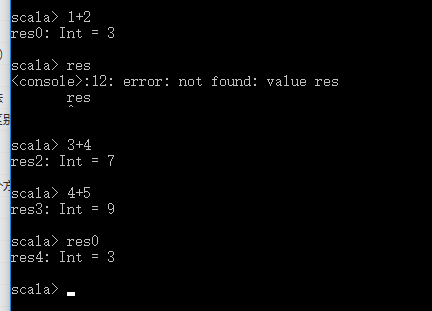 scala> 1+2
res0: Int = 3
scala> res
<console>:12: error: not found: value res
res
^
scala> 3+4
res2: Int = 7
scala> 4+5
res3: Int = 9
scala> res0
res4: Int = 3
scala>